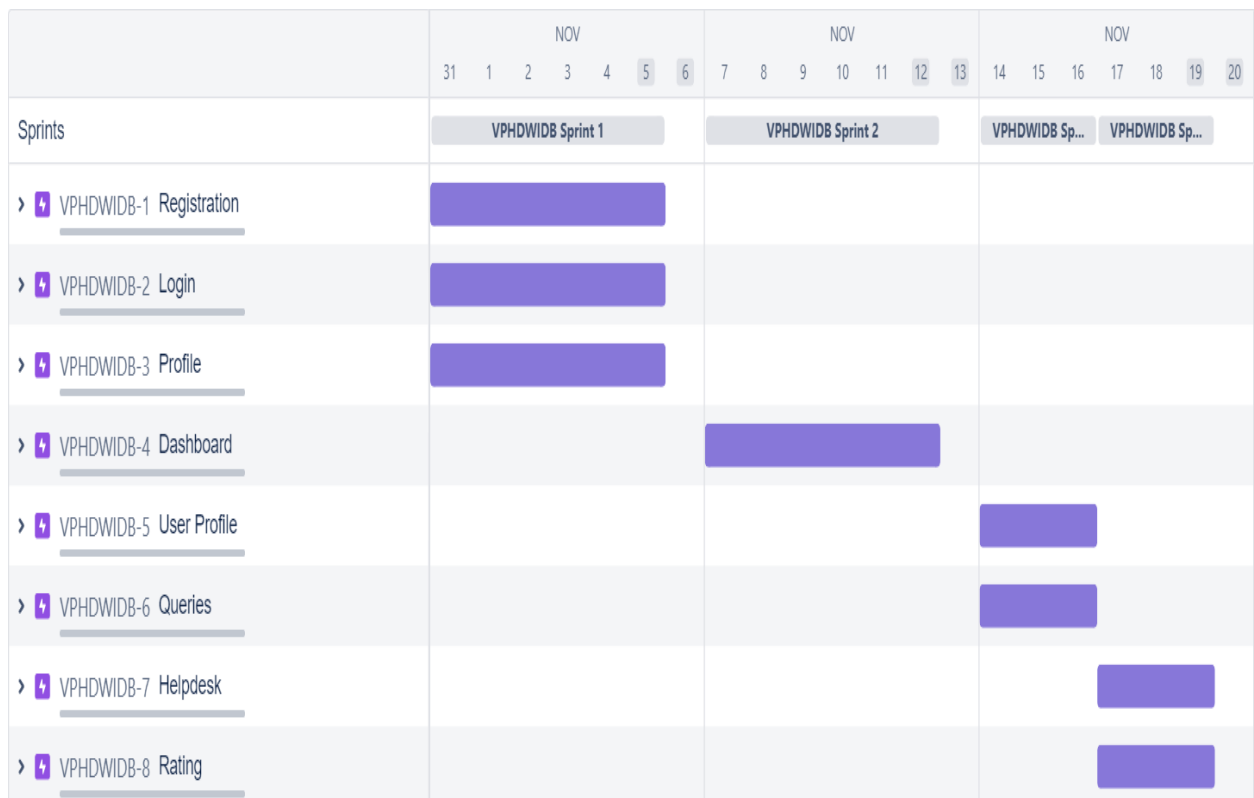 NOV NOV NOV
31 1 2 3 4 5 6 7 8 9 10 11 12 13 14 15 16 17 18 19 20
Sprints VPHDWIDB Sprint 1 VPHDWIDB Sprint 2 VPHDWIDB Sp... VPHDWIDB Sp...
VPHDWIDB-1 Registration
VPHDWIDB-2 Login
VPHDWIDB-3 Profile
VPHDWIDB-4 Dashboard
VPHDWIDB-5 User Profile
VPHDWIDB-6 Queries
VPHDWIDB-7 Helpdesk
VPHDWIDB-8 Rating